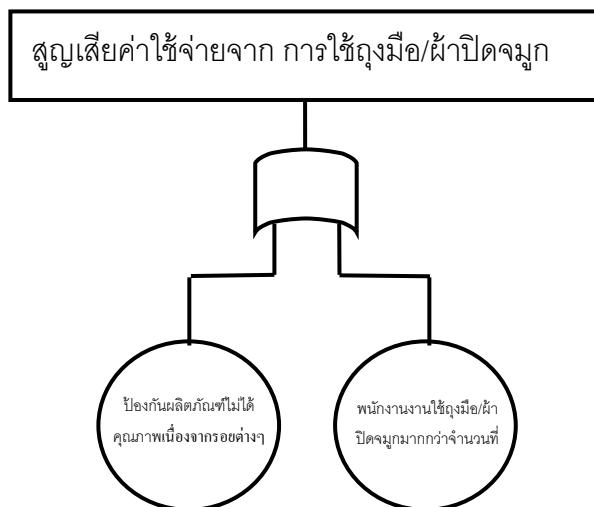 สูญเสียค่าใช้จ่ายจาก การใช้ถุงมือ/ผ้าปิดจมูก
ป้องกันผลิตภัณฑ์ไม่ได้
คุณภาพเนื่องจากรอยต่างๆ
พนักงานงานใช้ถุงมือ/ผ้า
ปิดจมูกมากกว่าจำนวนที่